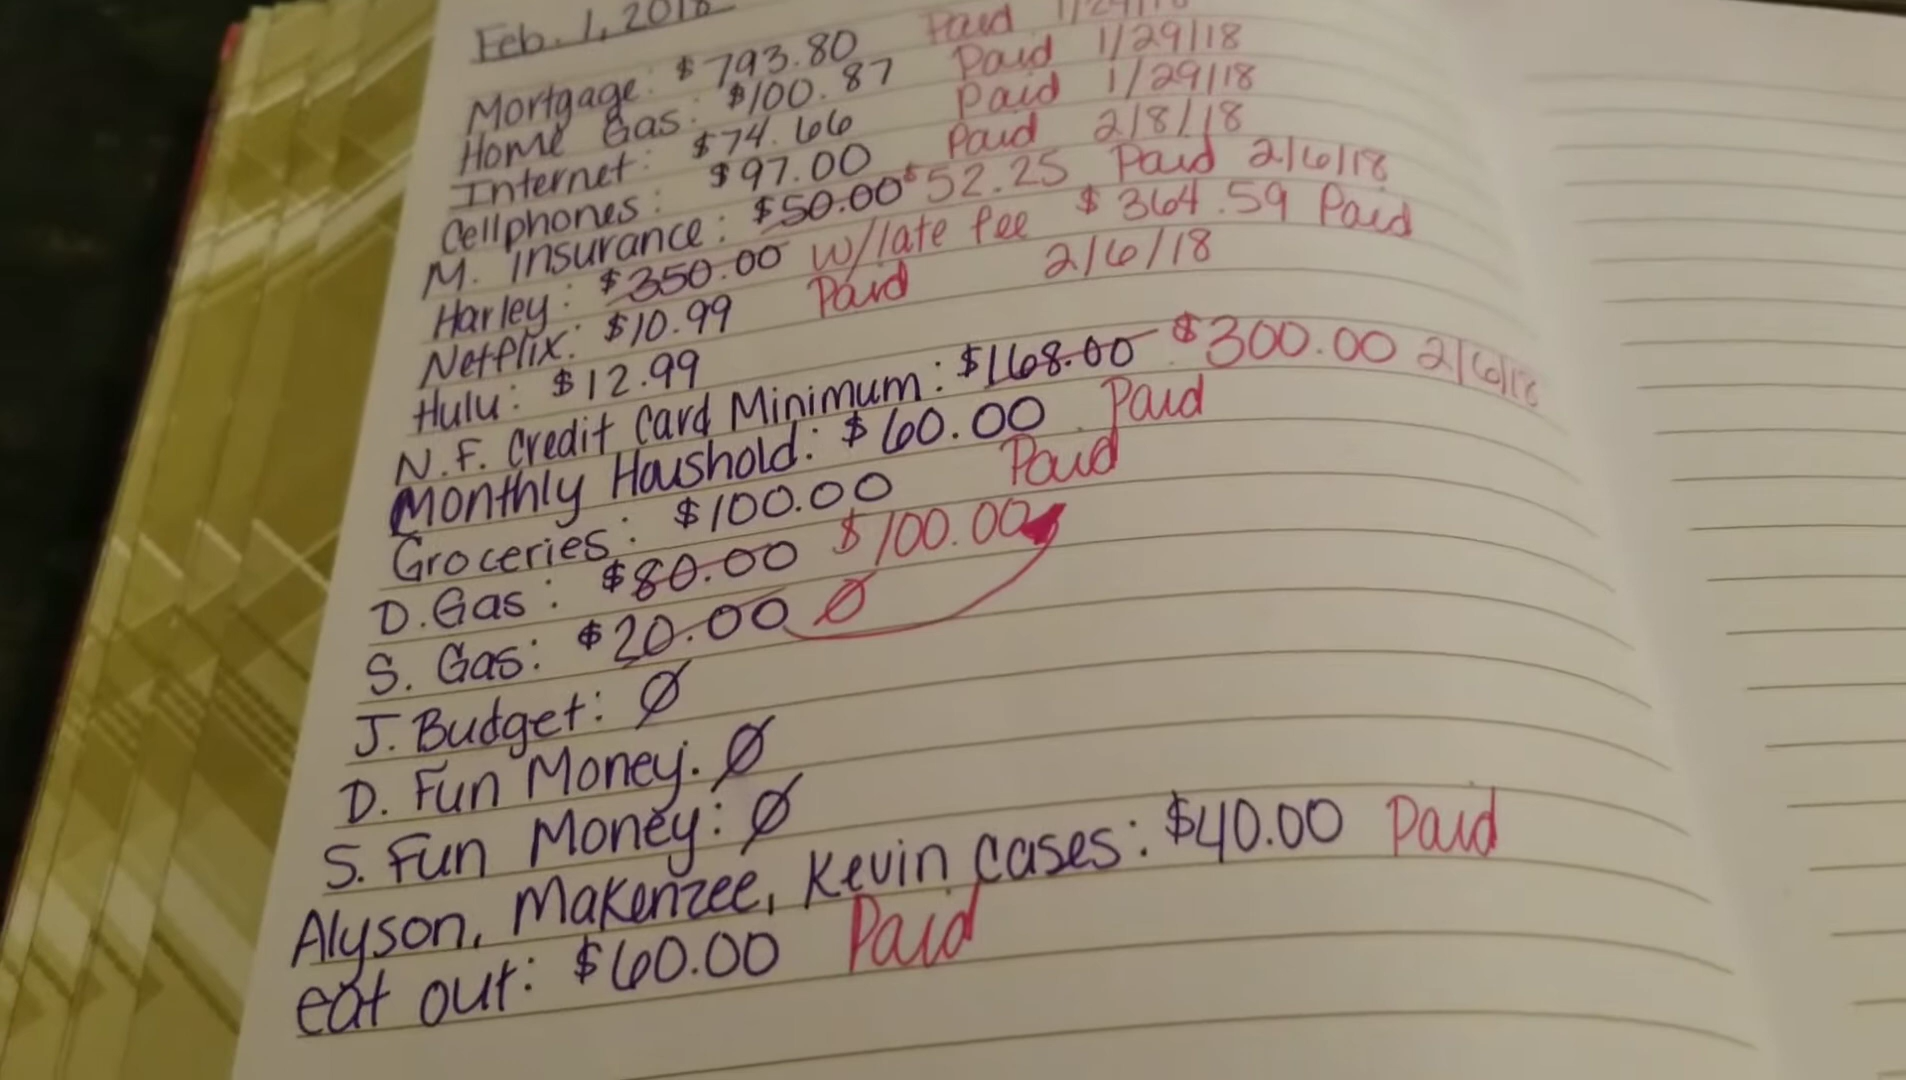 Feb. 1, 2018
Mortgage: $793.80 Paid
Home Gas: $100.87 Paid 1/29/18
Internet: $74.66 Paid 1/29/18
Cellphones: $97.00 Paid 2/8/18
M. Insurance: $50.00 $52.25 Paid 2/6/18
Harley: $350.00 w/late fee $364.59 Paid
Netflix: $10.99 Paid 2/6/18
Hulu: $12.99
N.F. Credit Card Minimum: $168.00 $300.00 2/6/18
Monthly Houshold: $60.00 Paid
Groceries: $100.00 Paid
D. Gas: $80.00 $100.00
S. Gas: $20.00 Ø
J. Budget: Ø
D. Fun Money: Ø
S. Fun Money: Ø
Alyson, Makenzee, Kevin cases: $40.00 Paid
eat out: $60.00 Paid